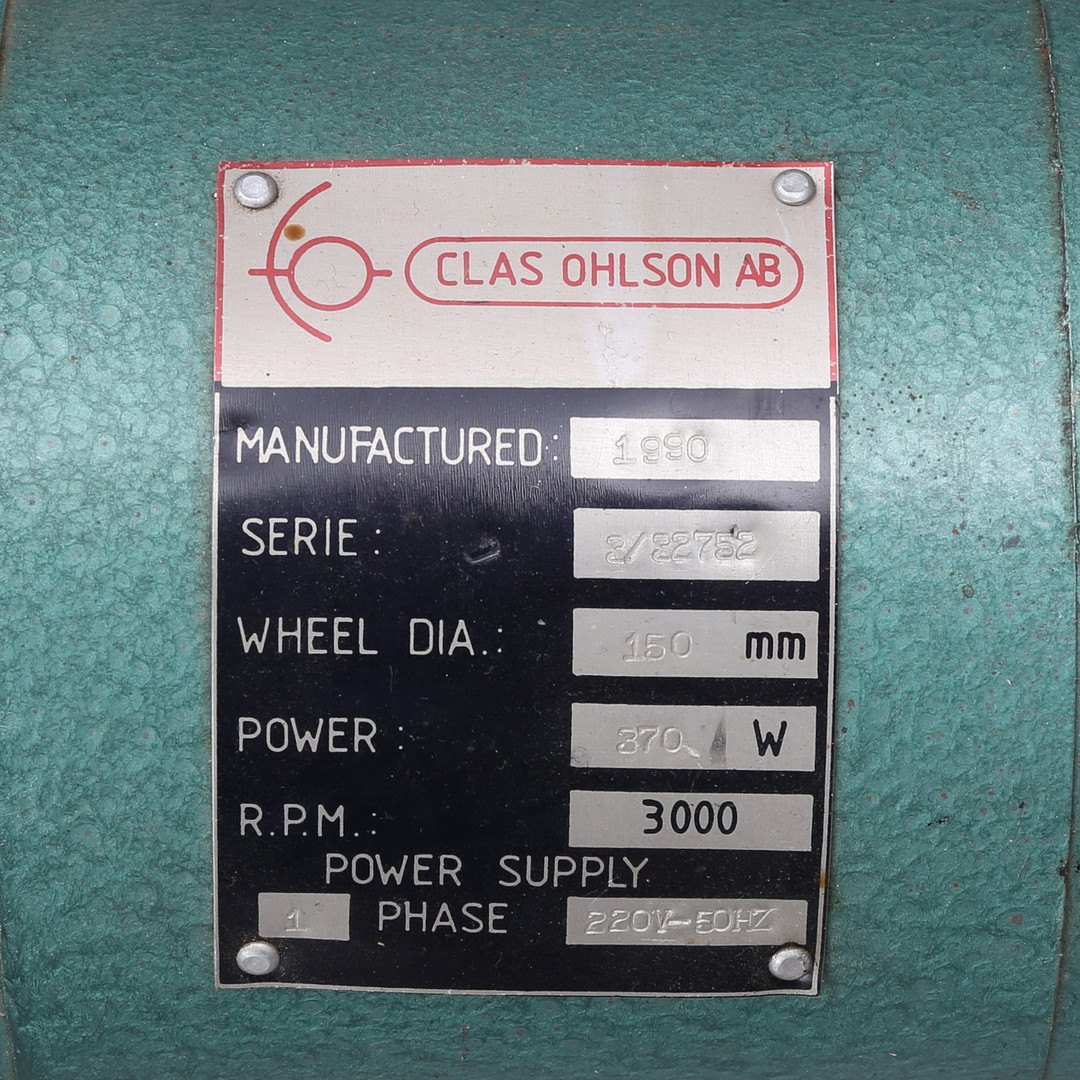 CLAS OHLSON AB
MANUFACTURED: 1990
SERIE: 3/32752
WHEEL DIA.: 150 mm
POWER: 370 W
R.P.M.: 3000
POWER SUPPLY
1 PHASE 220V-50HZ